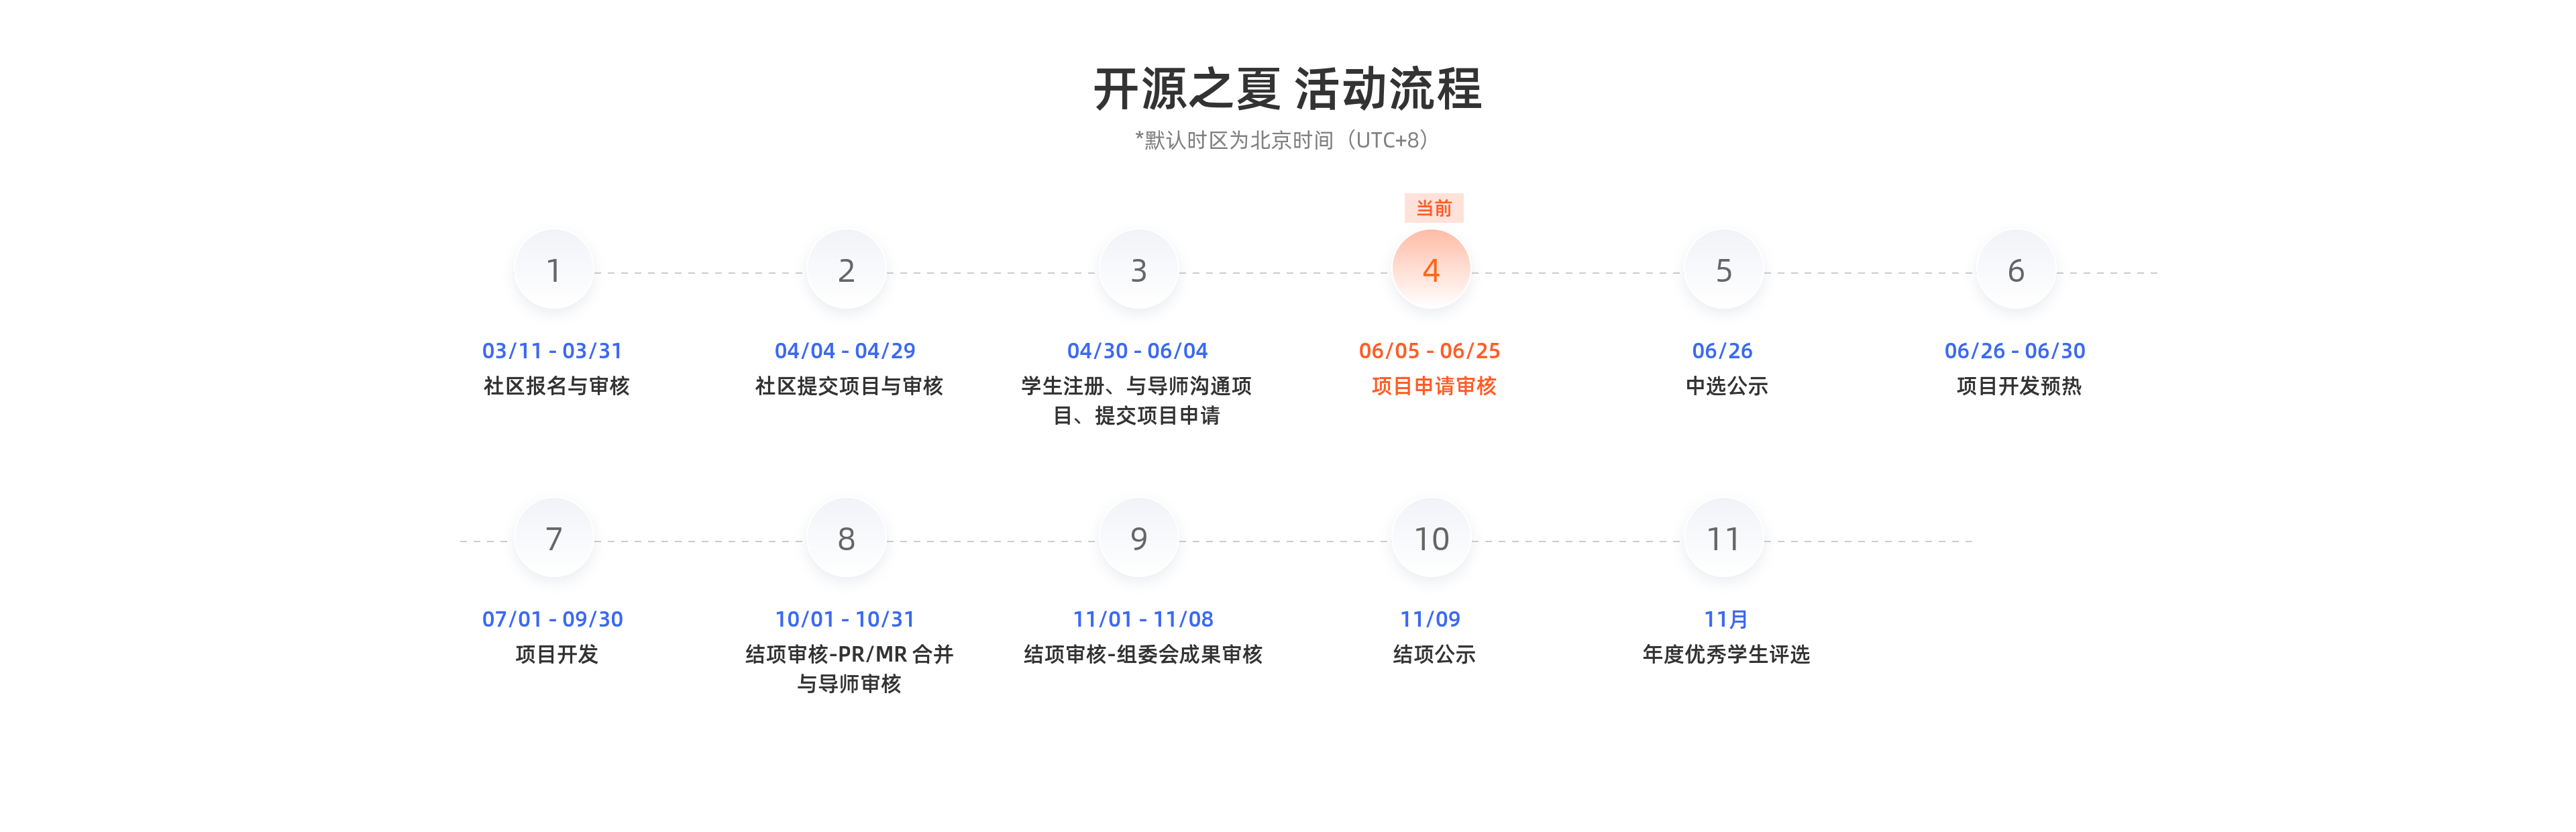 开源之夏 活动流程
*默认时区为北京时间（UTC+8）
当前
1
2
3
4
5
6
03/11 - 03/31
04/04 - 04/29
04/30 - 06/04
06/05 - 06/25
06/26
06/26 - 06/30
社区报名与审核
社区提交项目与审核
学生注册、与导师沟通项
目、提交项目申请
项目申请审核
中选公示
项目开发预热
7
8
9
10
11
07/01 - 09/30
10/01 - 10/31
11/01 - 11/08
11/09
11月
项目开发
结项审核-PR/MR 合并
与导师审核
结项审核-组委会成果审核
结项公示
年度优秀学生评选